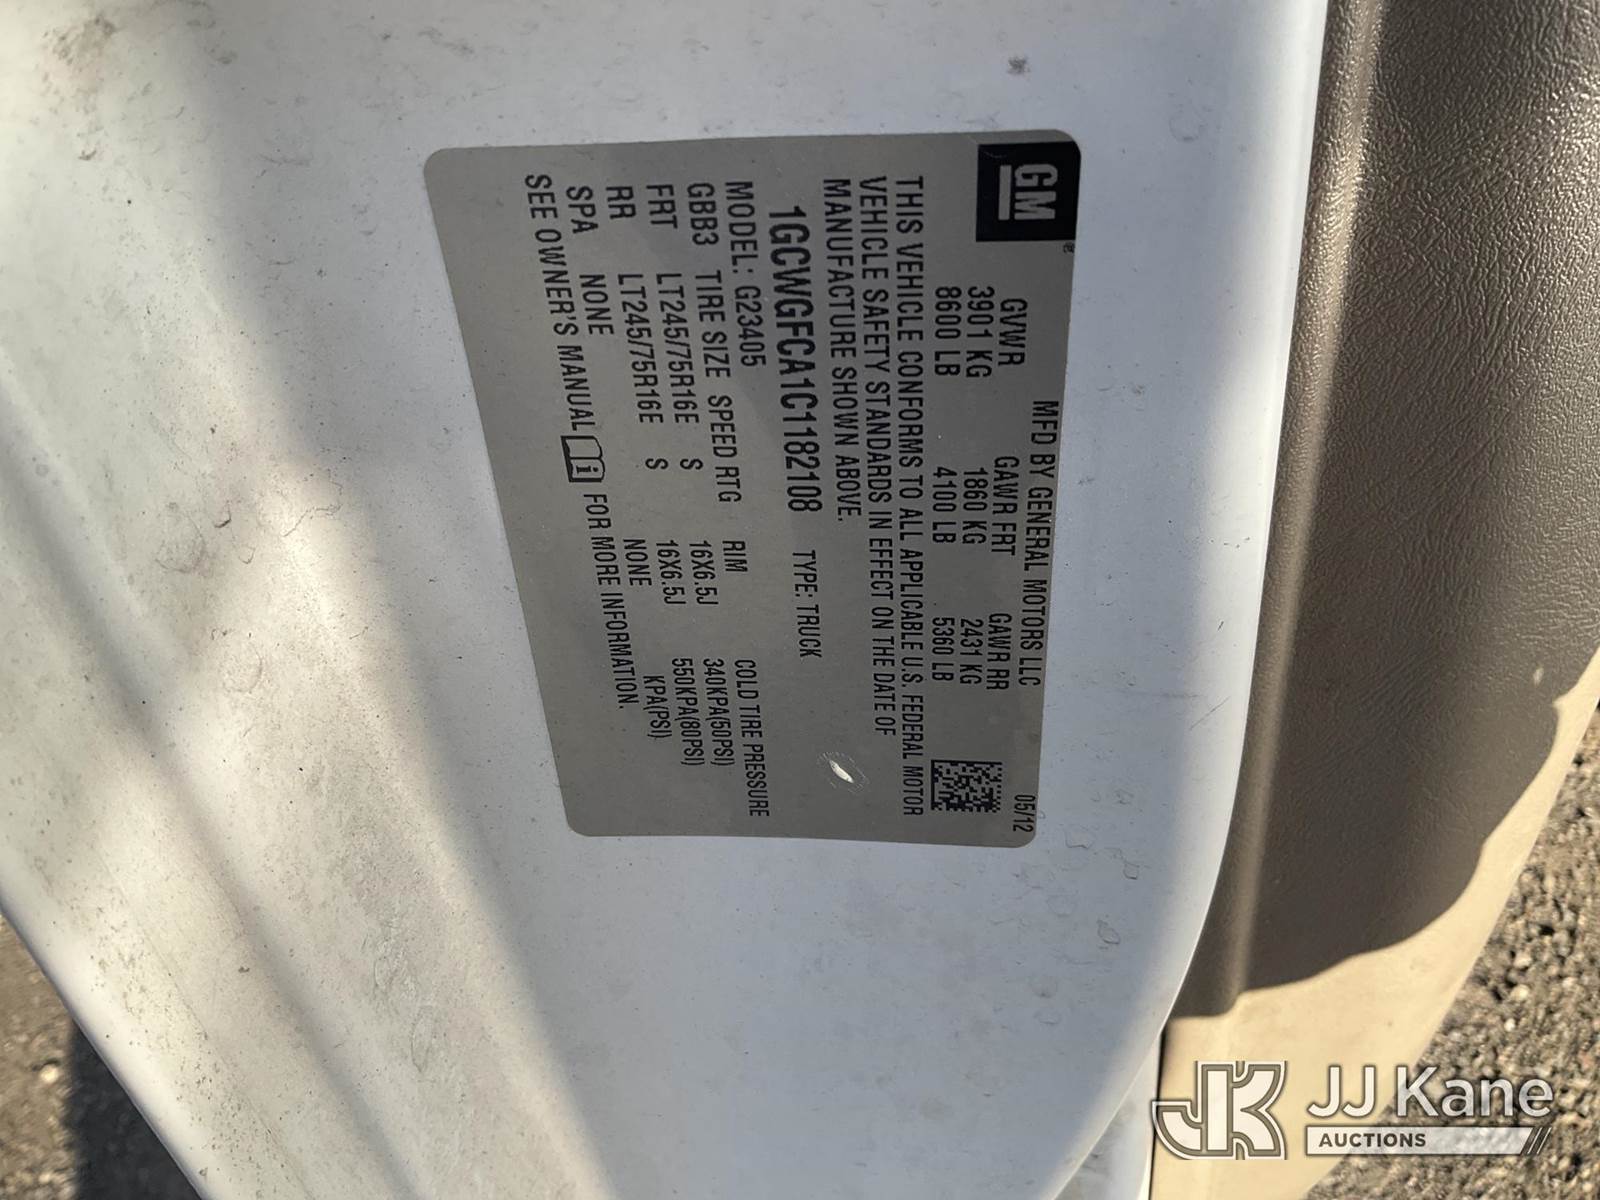 GM
MFD BY GENERAL MOTORS LLC 05/12
GVWR GAWR FRT GAWR RR
3901 KG 1860 KG 2431 KG
8600 LB 4100 LB 5360 LB
THIS VEHICLE CONFORMS TO ALL APPLICABLE U.S. FEDERAL MOTOR
VEHICLE SAFETY STANDARDS IN EFFECT ON THE DATE OF
MANUFACTURE SHOWN ABOVE.
1GCWGFCA1C1182108 TYPE: TRUCK
MODEL: G23405
GBB3 TIRE SIZE SPEED RTG RIM COLD TIRE PRESSURE
FRT LT245/75R16E S 16X6.5J 340KPA(50PSI)
RR LT245/75R16E S 16X6.5J 550KPA(80PSI)
SPA NONE NONE KPA(PSI)
SEE OWNER'S MANUAL i FOR MORE INFORMATION.
JK JJ Kane
AUCTIONS